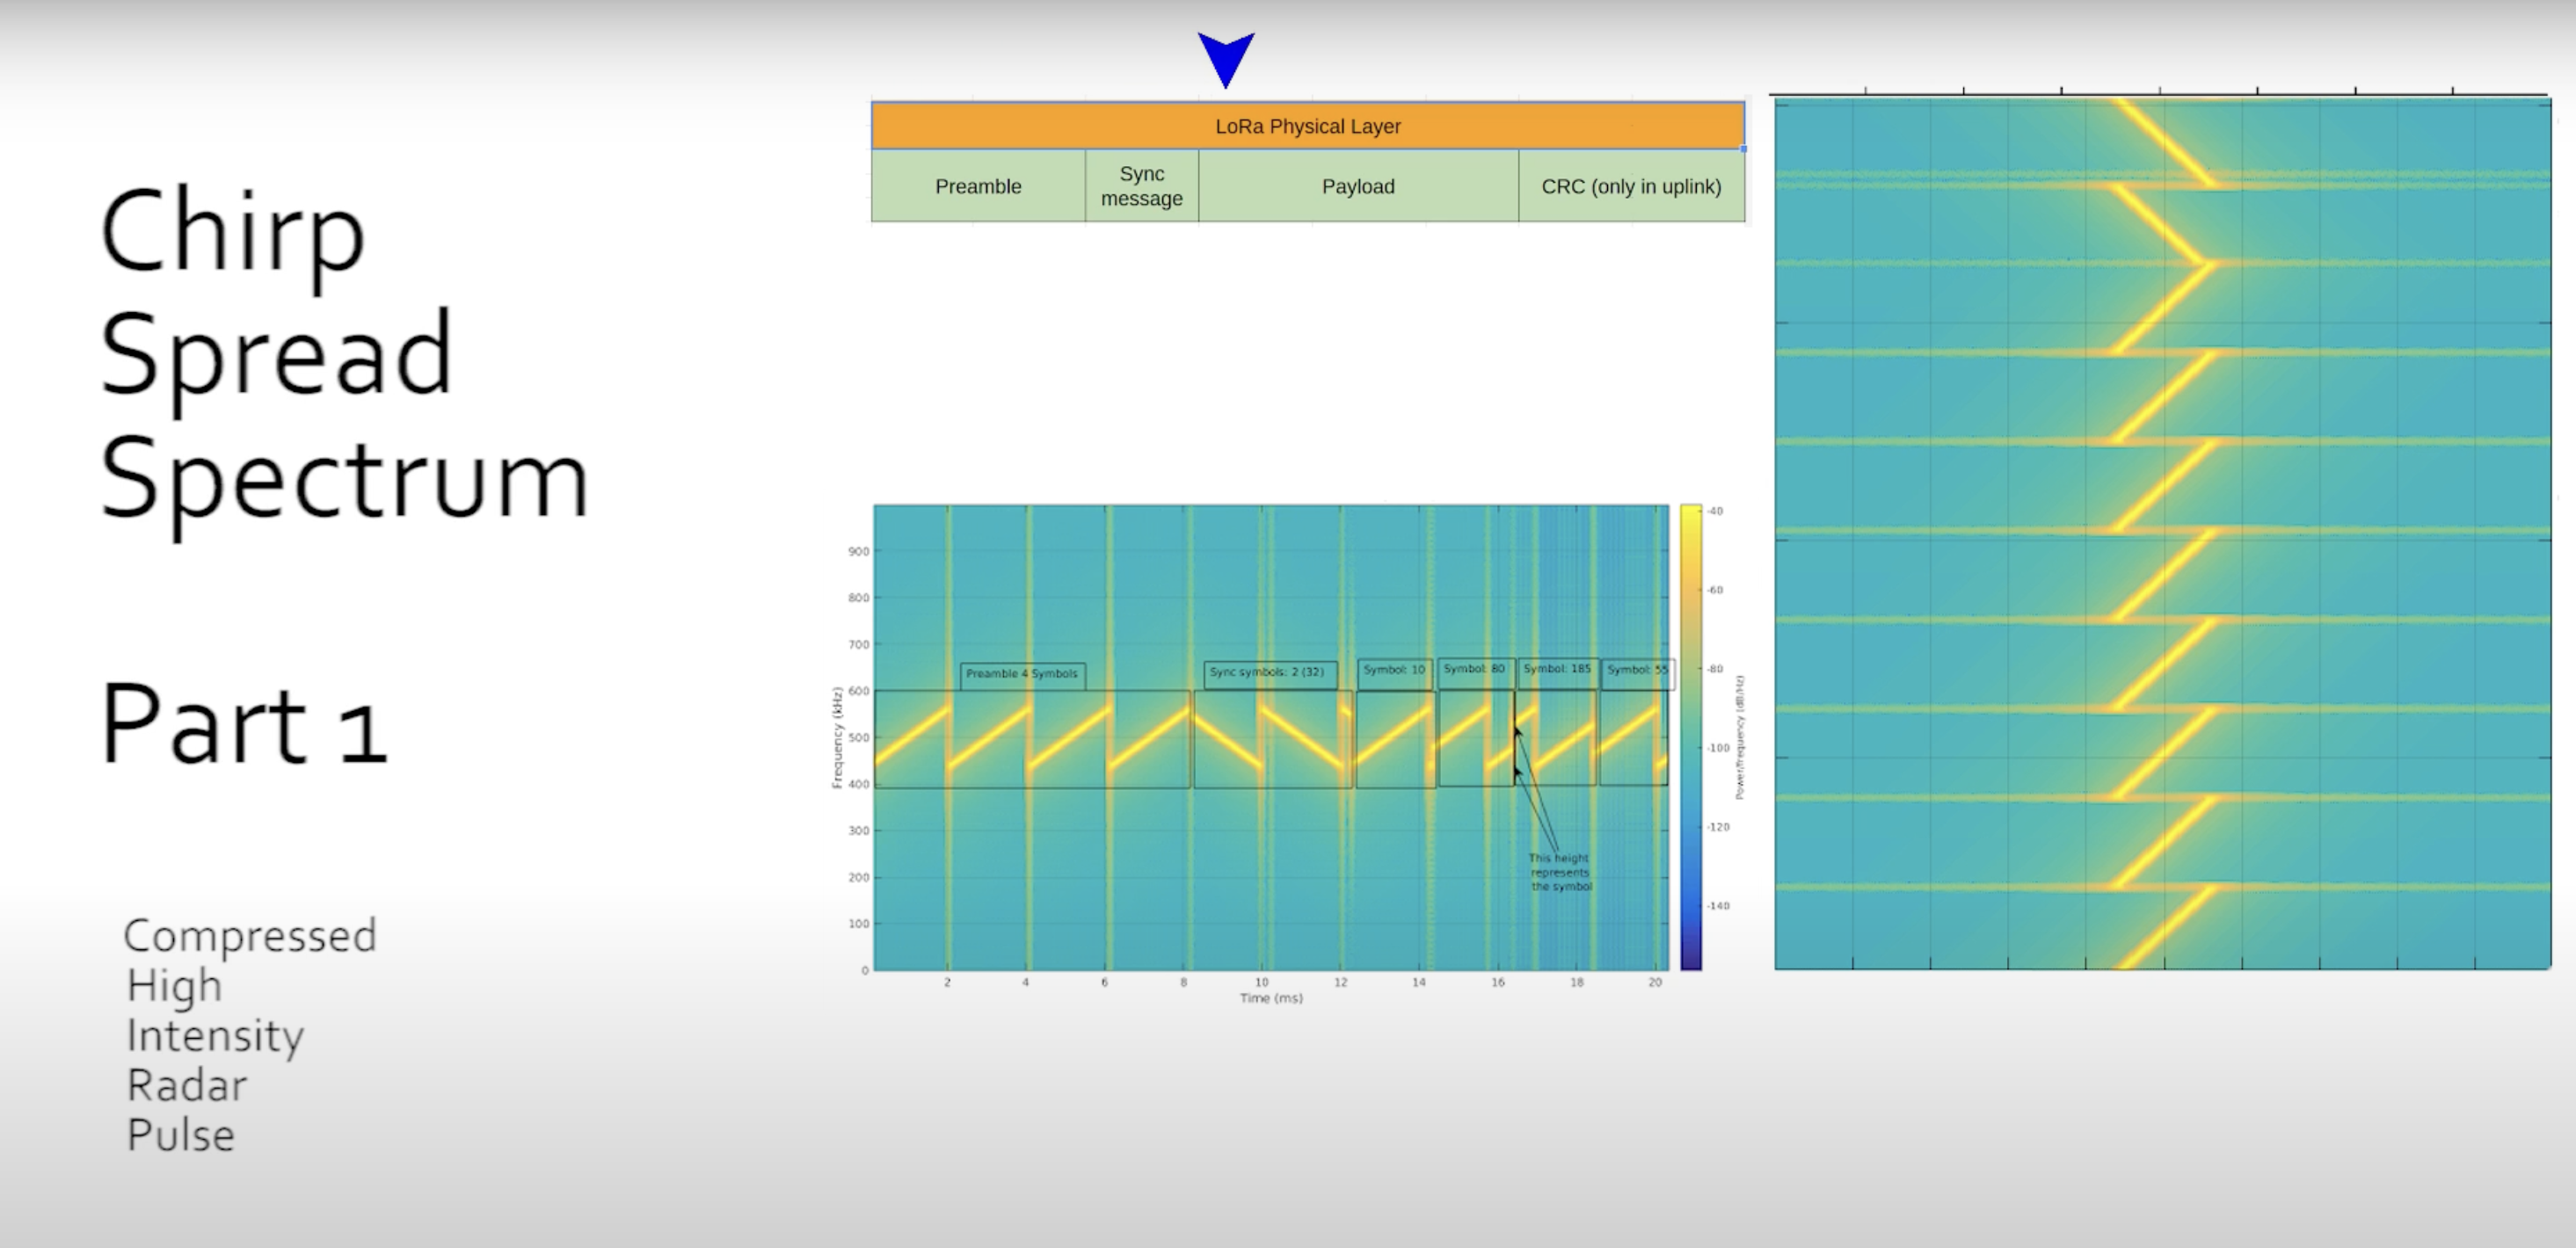 Chirp
Spread
Spectrum
Part 1
Compressed
High
Intensity
Radar
Pulse
LoRa Physical Layer
Preamble
Sync
message
Payload
CRC (only in uplink)
Preamble 4 Symbols
Sync symbols: 2 (32)
Symbol: 10
Symbol: 80
Symbol: 185
Symbol: 55
This height
represents
the symbol
Frequency (kHz)
900
800
700
600
500
400
300
200
100
0
2
4
6
8
10
12
14
16
18
20
Time (ms)
-40
-60
-80
-100
-120
-140
Power/frequency (dB/Hz)